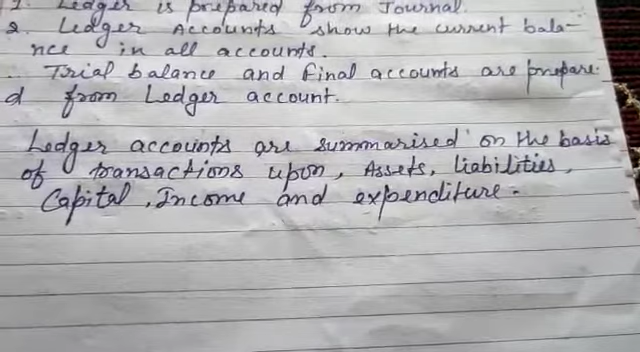 1. Ledger is prepared from Journal.
2. Ledger Accounts show the current bala-
nce in all accounts.
Trial balance and final accounts are prepare-
d from Ledger account.
Ledger accounts are summarised on the basis
of transactions upon, Assets, liabilities,
Capital, Income and expenditure.